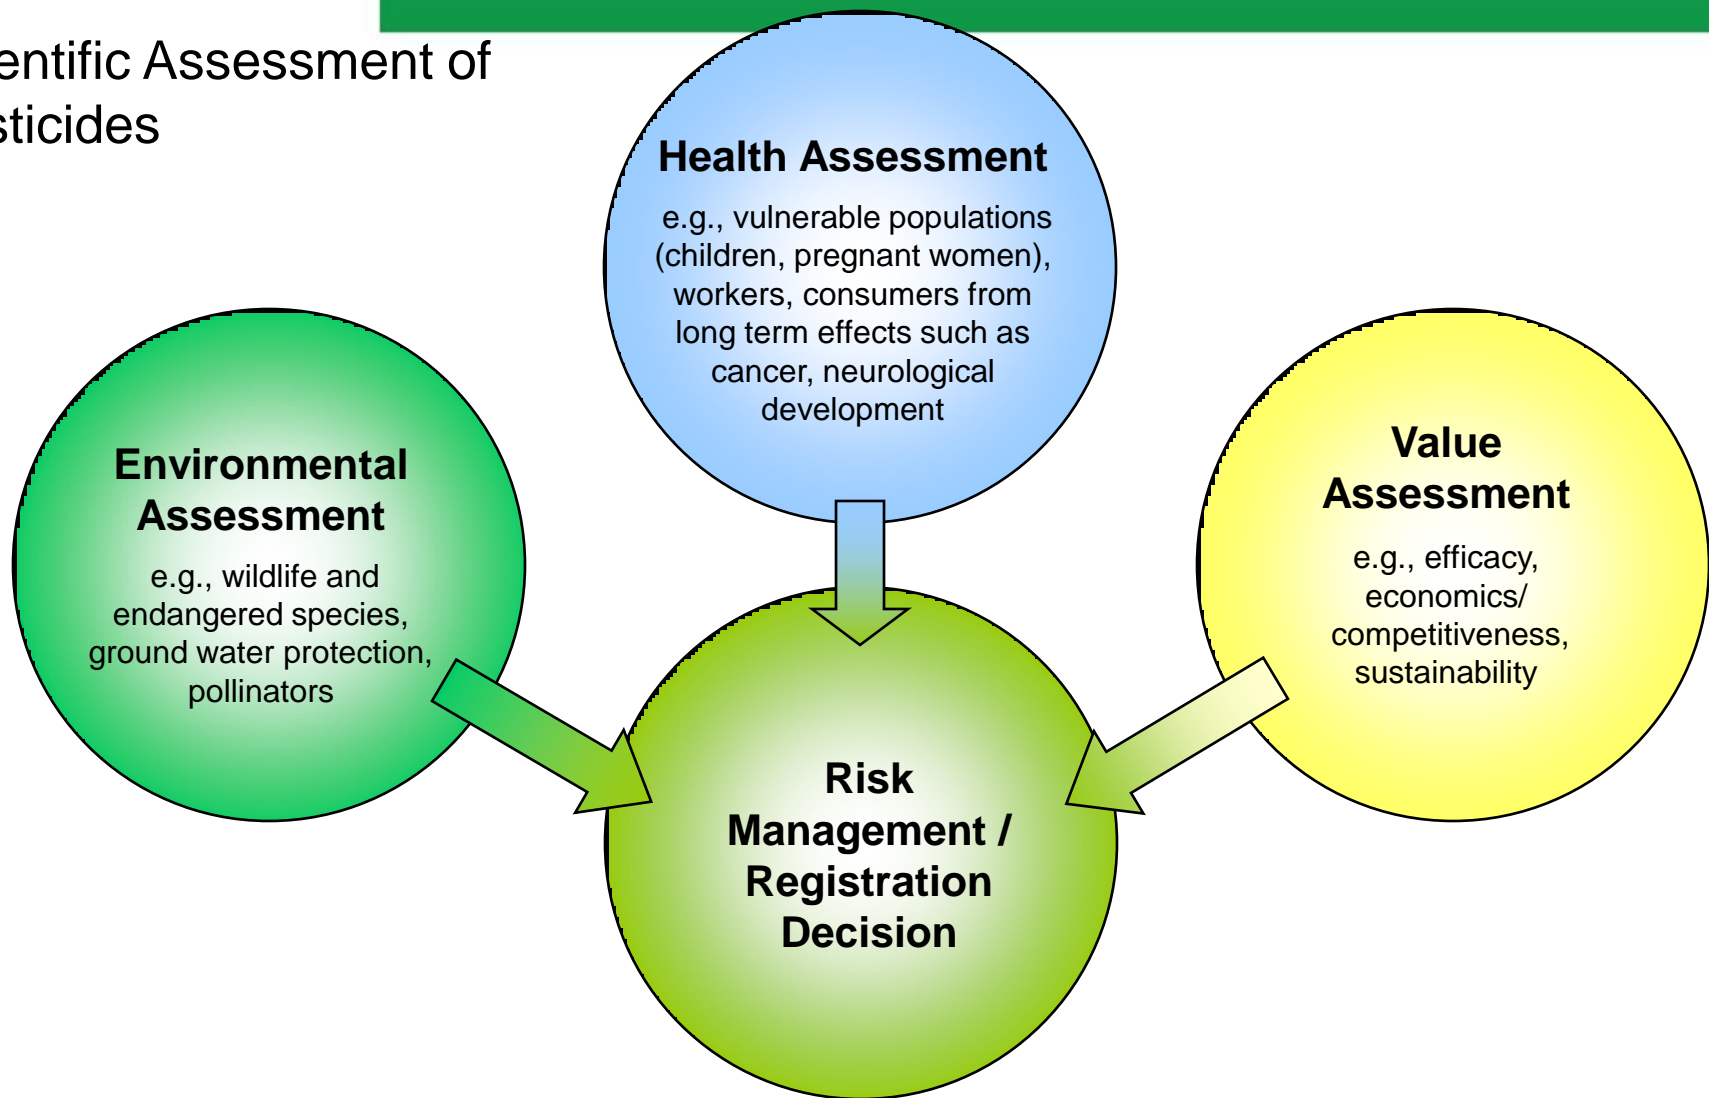 entific Assessment of
sticides
Health Assessment
e.g., vulnerable populations
(children, pregnant women),
workers, consumers from
long term effects such as
cancer, neurological
development
Environmental
Assessment
e.g., wildlife and
endangered species,
ground water protection,
pollinators
Value
Assessment
e.g., efficacy,
economics/
competitiveness,
sustainability
Risk
Management /
Registration
Decision